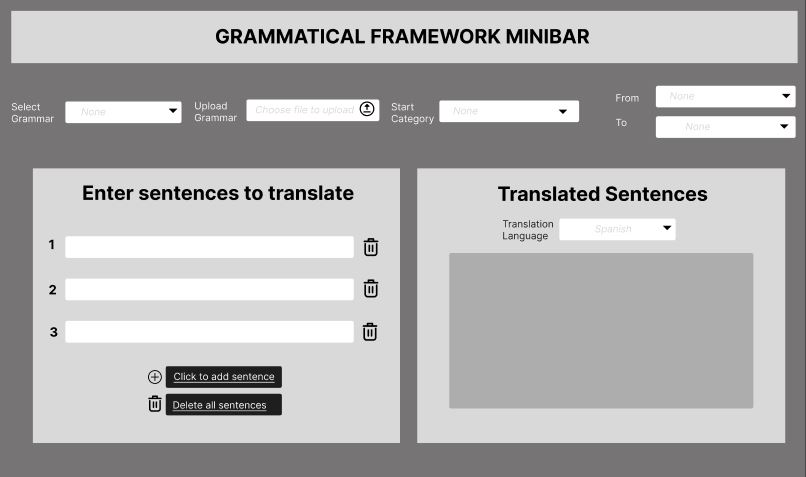 GRAMMATICAL FRAMEWORK MINIBAR
Select
Grammar
None
Upload
Grammar
Choose file to upload
Start
Category
None
From
None
To
None
Enter sentences to translate
1
2
3
Click to add sentence
Delete all sentences
Translated Sentences
Translation
Language
Spanish